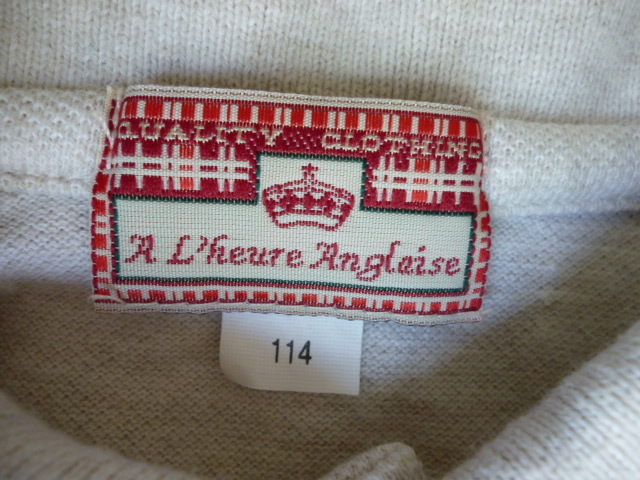 QUALITY CLOTHING
A L'heure Anglaise
114